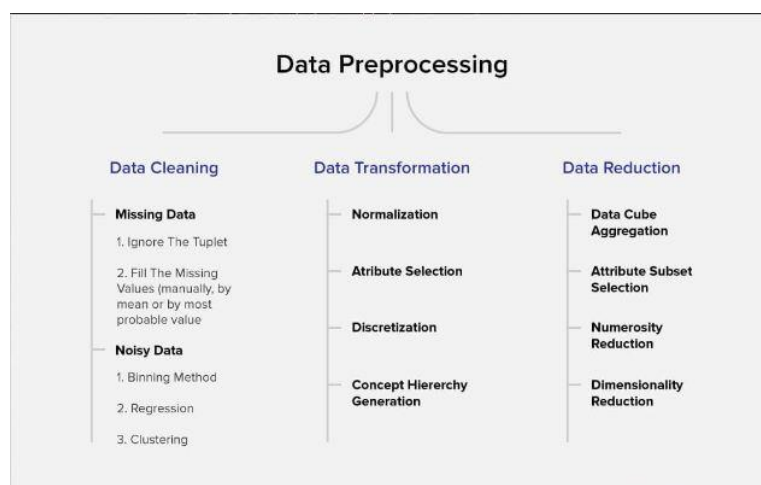 Data Preprocessing
Data Cleaning
Missing Data
1. Ignore The Tuplet
2. Fill The Missing
Values (manually, by
mean or by most
probable value
Noisy Data
1. Binning Method
2. Regression
3. Clustering
Data Transformation
Normalization
Atribute Selection
Discretization
Concept Hiererchy
Generation
Data Reduction
Data Cube
Aggregation
Attribute Subset
Selection
Numerosity
Reduction
Dimensionality
Reduction